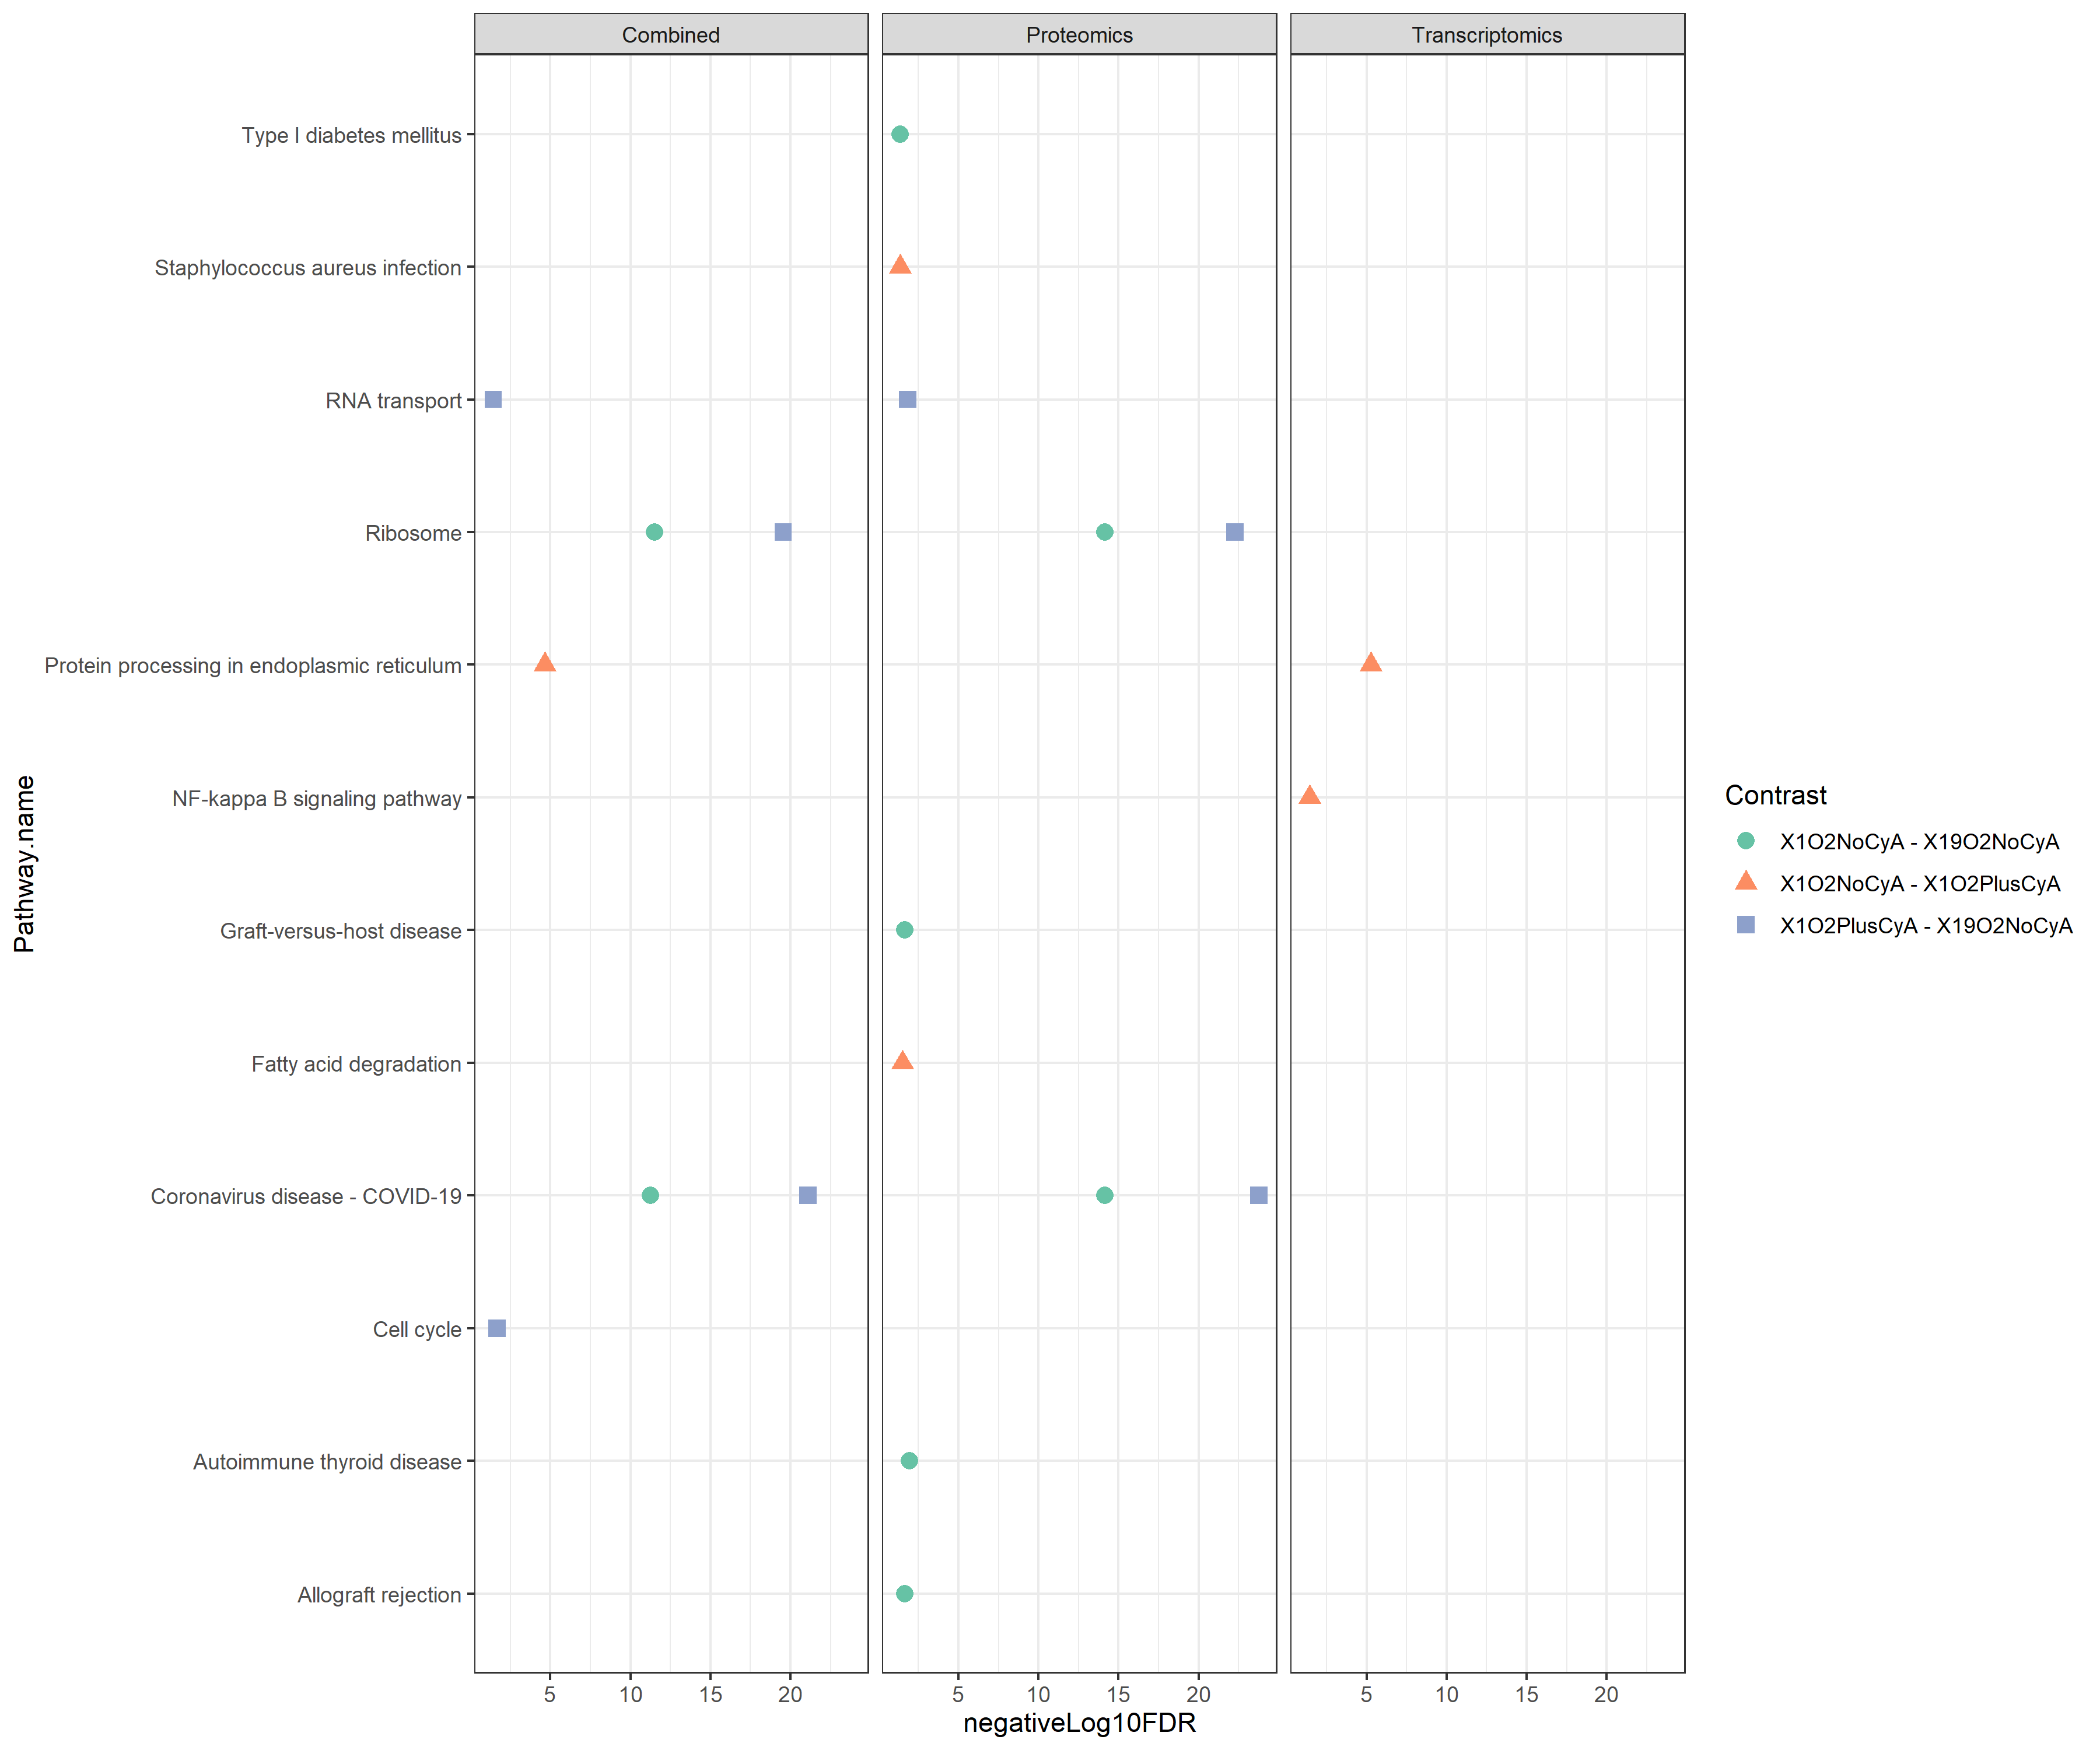 Combined
Proteomics
Transcriptomics
Type I diabetes mellitus
Staphylococcus aureus infection
RNA transport
Ribosome
Protein processing in endoplasmic reticulum
NF-kappa B signaling pathway
Graft-versus-host disease
Fatty acid degradation
Coronavirus disease - COVID-19
Cell cycle
Autoimmune thyroid disease
Allograft rejection
Pathway.name
5 10 15 20
5 10 15 20
5 10 15 20
negativeLog10FDR
Contrast
X1O2NoCyA - X19O2NoCyA
X1O2NoCyA - X1O2PlusCyA
X1O2PlusCyA - X19O2NoCyA